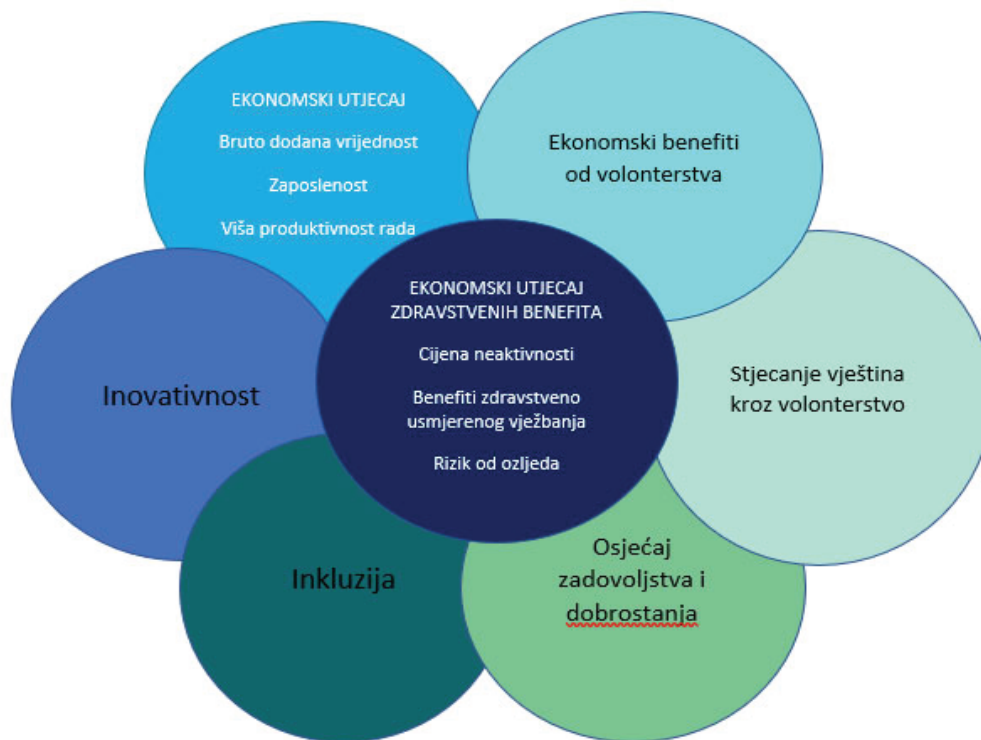 EKONOMSKI UTJECAJ
Bruto dodana vrijednost
Zaposlenost
Viša produktivnost rada
Ekonomski benefiti
od volonterstva
EKONOMSKI UTJECAJ
ZDRAVSTVENIH BENEFITA
Cijena neaktivnosti
Benefiti zdravstveno
usmjerenog vježbanja
Rizik od ozljeda
Stjecanje vještina
kroz volonterstvo
Inovativnost
Inkluzija
Osjećaj
zadovoljstva i
dobrostanja